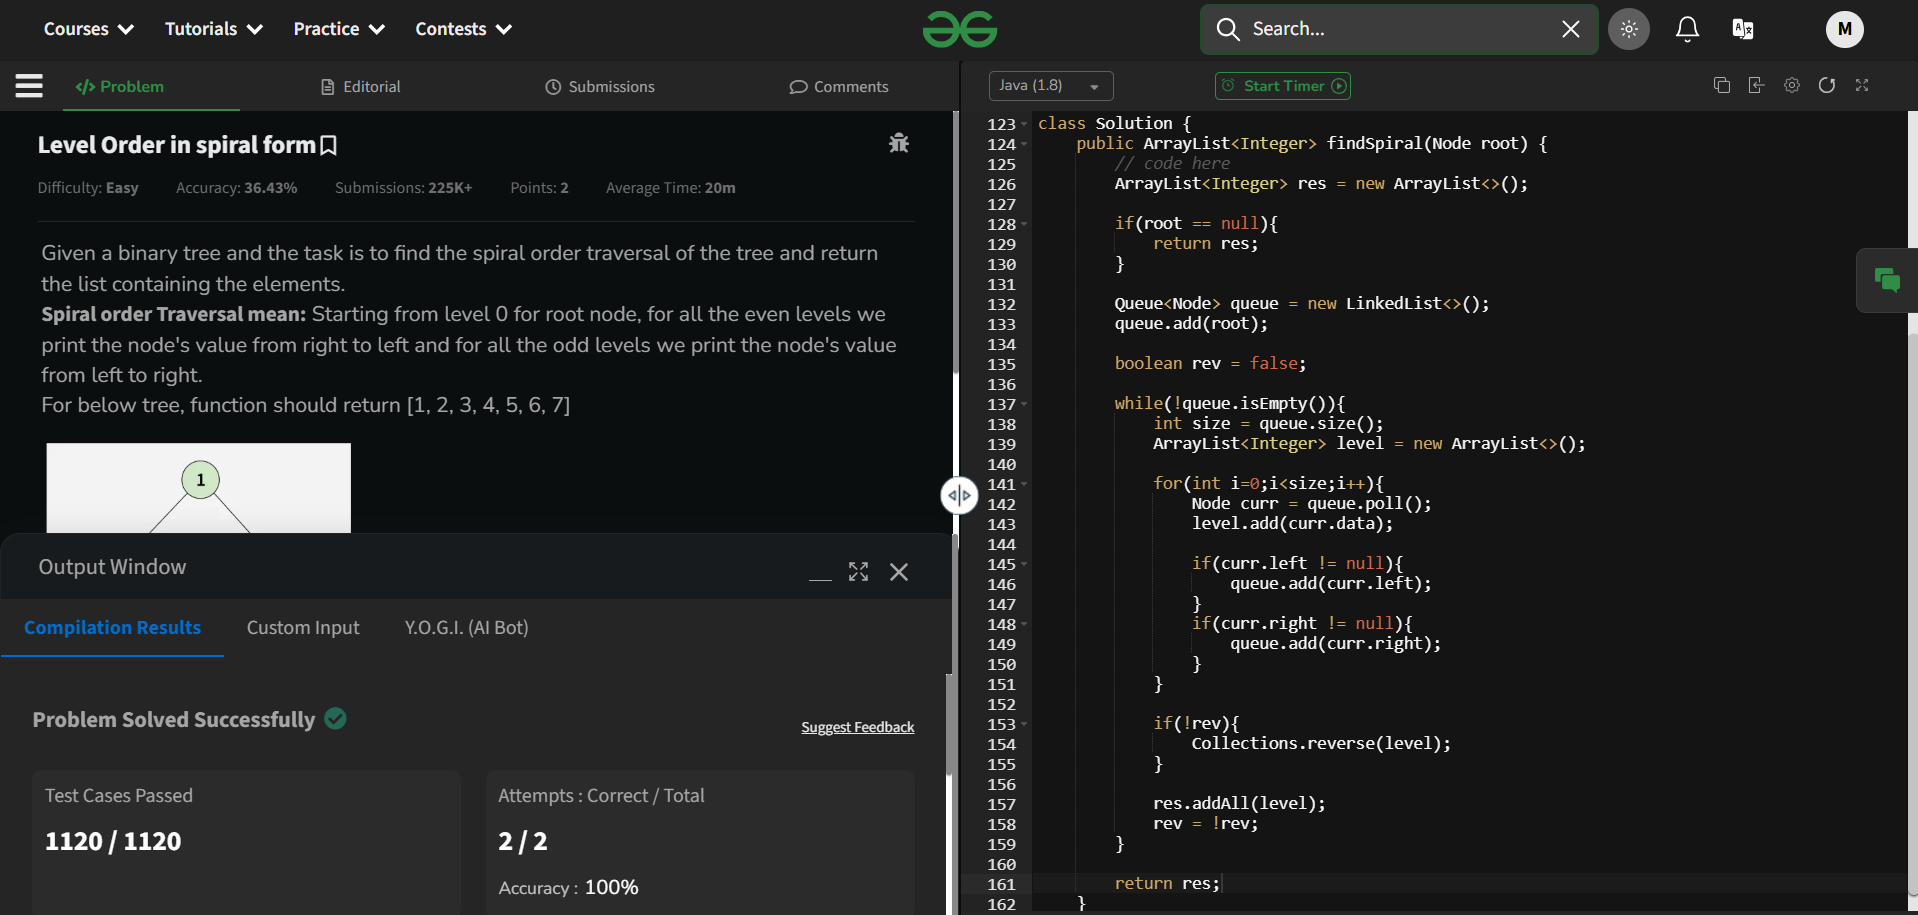 Courses Tutorials Practice Contests Search... M
Problem Editorial Submissions Comments
Java (1.8) Start Timer
Level Order in spiral form
Difficulty: Easy Accuracy: 36.43% Submissions: 225K+ Points: 2 Average Time: 20m
Given a binary tree and the task is to find the spiral order traversal of the tree and return
the list containing the elements.
Spiral order Traversal mean: Starting from level 0 for root node, for all the even levels we
print the node's value from right to left and for all the odd levels we print the node's value
from left to right.
For below tree, function should return [1, 2, 3, 4, 5, 6, 7]
1
Output Window
Compilation Results Custom Input Y.O.G.I. (AI Bot)
Problem Solved Successfully
Suggest Feedback
Test Cases Passed
1120 / 1120
Attempts : Correct / Total
2 / 2
Accuracy : 100%
123 class Solution {
124 public ArrayList<Integer> findSpiral(Node root) {
125 // code here
126 ArrayList<Integer> res = new ArrayList<>();
127
128 if(root == null){
129 return res;
130 }
131
132 Queue<Node> queue = new LinkedList<>();
133 queue.add(root);
134
135 boolean rev = false;
136
137 while(!queue.isEmpty()){
138 int size = queue.size();
139 ArrayList<Integer> level = new ArrayList<>();
140
141 for(int i=0;i<size;i++){
142 Node curr = queue.poll();
143 level.add(curr.data);
144
145 if(curr.left != null){
146 queue.add(curr.left);
147 }
148 if(curr.right != null){
149 queue.add(curr.right);
150 }
151 }
152
153 if(!rev){
154 Collections.reverse(level);
155 }
156
157 res.addAll(level);
158 rev = !rev;
159 }
160
161 return res;
162 }